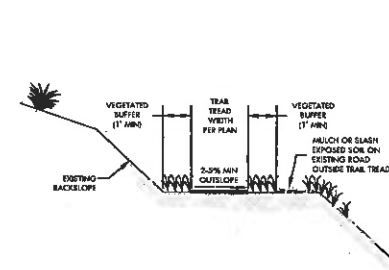 VEGETATED
BUFFER
(1' MIN)
TRAIL
TREAD
WIDTH
PER PLAN
VEGETATED
BUFFER
(1' MIN)
MULCH OR SLASH
EXPOSED SOIL ON
EXISTING ROAD
OUTSIDE TRAIL TREAD
EXISTING
BACKSLOPE
2-5% MIN
OUTSLOPE